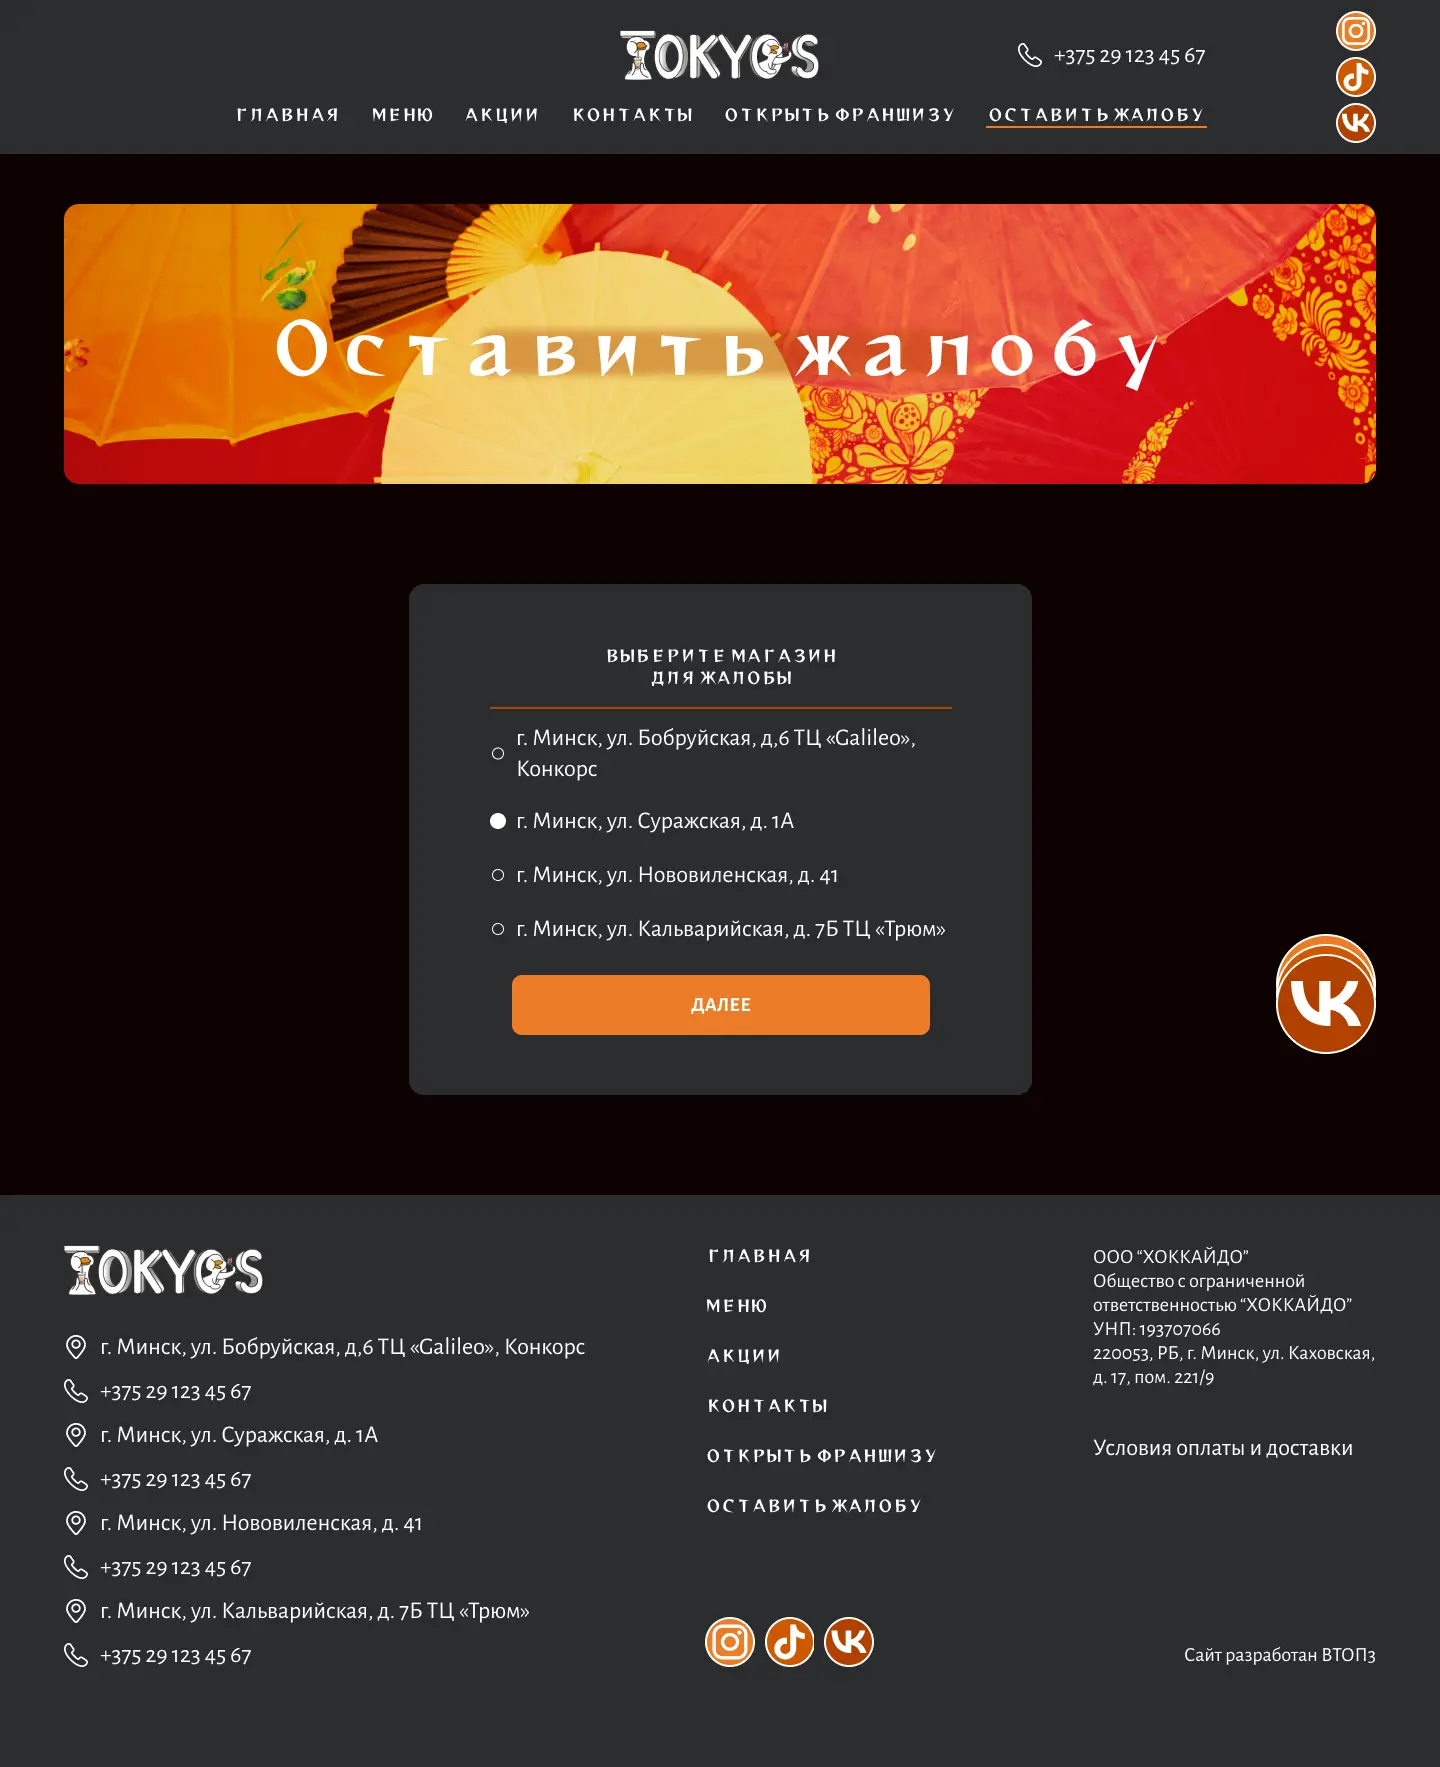 TOKYOS
+375 29 123 45 67
ГЛАВНАЯ МЕНЮ АКЦИИ КОНТАКТЫ ОТКРЫТЬ ФРАНШИЗУ ОСТАВИТЬ ЖАЛОБУ
Оставить жалобу
ВЫБЕРИТЕ МАГАЗИН
ДЛЯ ЖАЛОБЫ
г. Минск, ул. Бобруйская, д,6 ТЦ «Galileo»,
Конкорс
г. Минск, ул. Суражская, д. 1А
г. Минск, ул. Нововиленская, д. 41
г. Минск, ул. Кальварийская, д. 7Б ТЦ «Трюм»
ДАЛЕЕ
TOKYOS
г. Минск, ул. Бобруйская, д,6 ТЦ «Galileo», Конкорс
+375 29 123 45 67
г. Минск, ул. Суражская, д. 1А
+375 29 123 45 67
г. Минск, ул. Нововиленская, д. 41
+375 29 123 45 67
г. Минск, ул. Кальварийская, д. 7Б ТЦ «Трюм»
+375 29 123 45 67
ГЛАВНАЯ
МЕНЮ
АКЦИИ
КОНТАКТЫ
ОТКРЫТЬ ФРАНШИЗУ
ОСТАВИТЬ ЖАЛОБУ
ООО “ХОККАЙДО”
Общество с ограниченной
ответственностью “ХОККАЙДО”
УНП: 193707066
220053, РБ, г. Минск, ул. Каховская,
д. 17, пом. 221/9
Условия оплаты и доставки
Сайт разработан ВТОП3